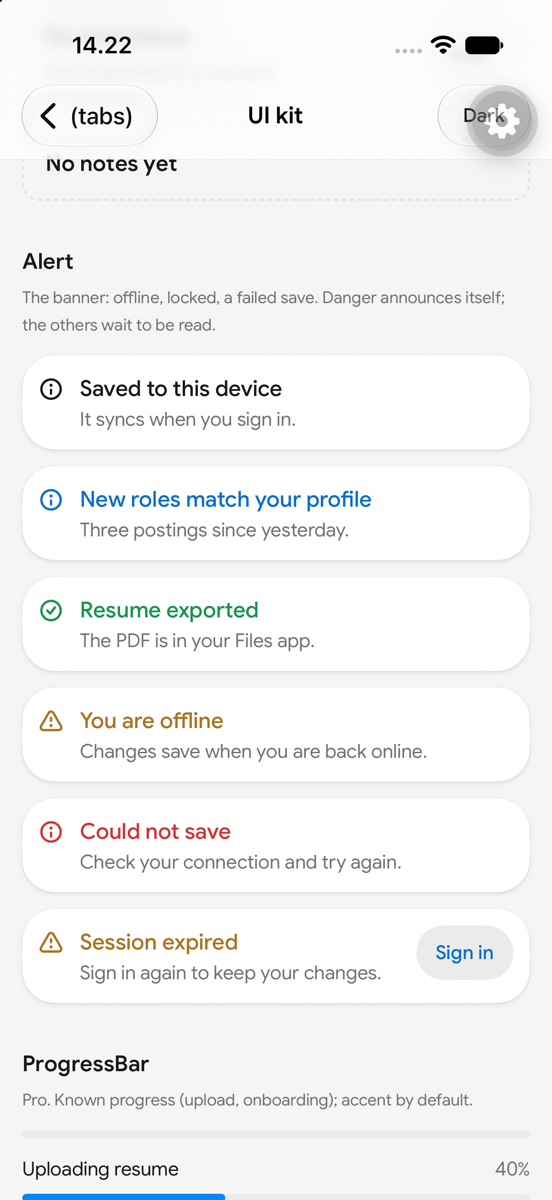 14.22
(tabs)
UI kit
Dark
No notes yet
Alert
The banner: offline, locked, a failed save. Danger announces itself;
the others wait to be read.
Saved to this device
It syncs when you sign in.
New roles match your profile
Three postings since yesterday.
Resume exported
The PDF is in your Files app.
You are offline
Changes save when you are back online.
Could not save
Check your connection and try again.
Session expired
Sign in again to keep your changes.
Sign in
ProgressBar
Pro. Known progress (upload, onboarding); accent by default.
Uploading resume
40%